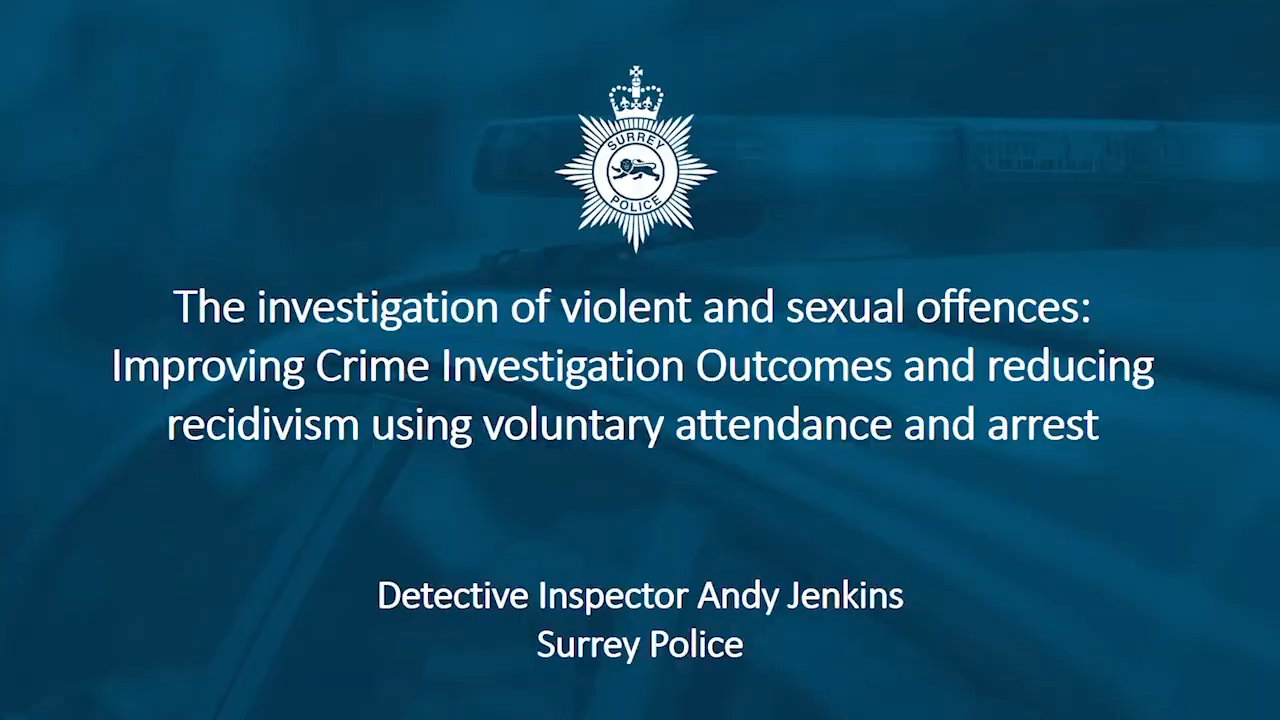 SURREY
POLICE
The investigation of violent and sexual offences:
Improving Crime Investigation Outcomes and reducing
recidivism using voluntary attendance and arrest
Detective Inspector Andy Jenkins
Surrey Police